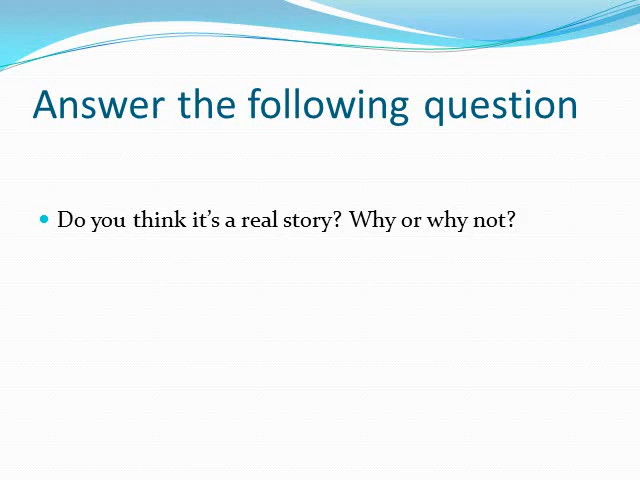 Answer the following question
Do you think it’s a real story? Why or why not?